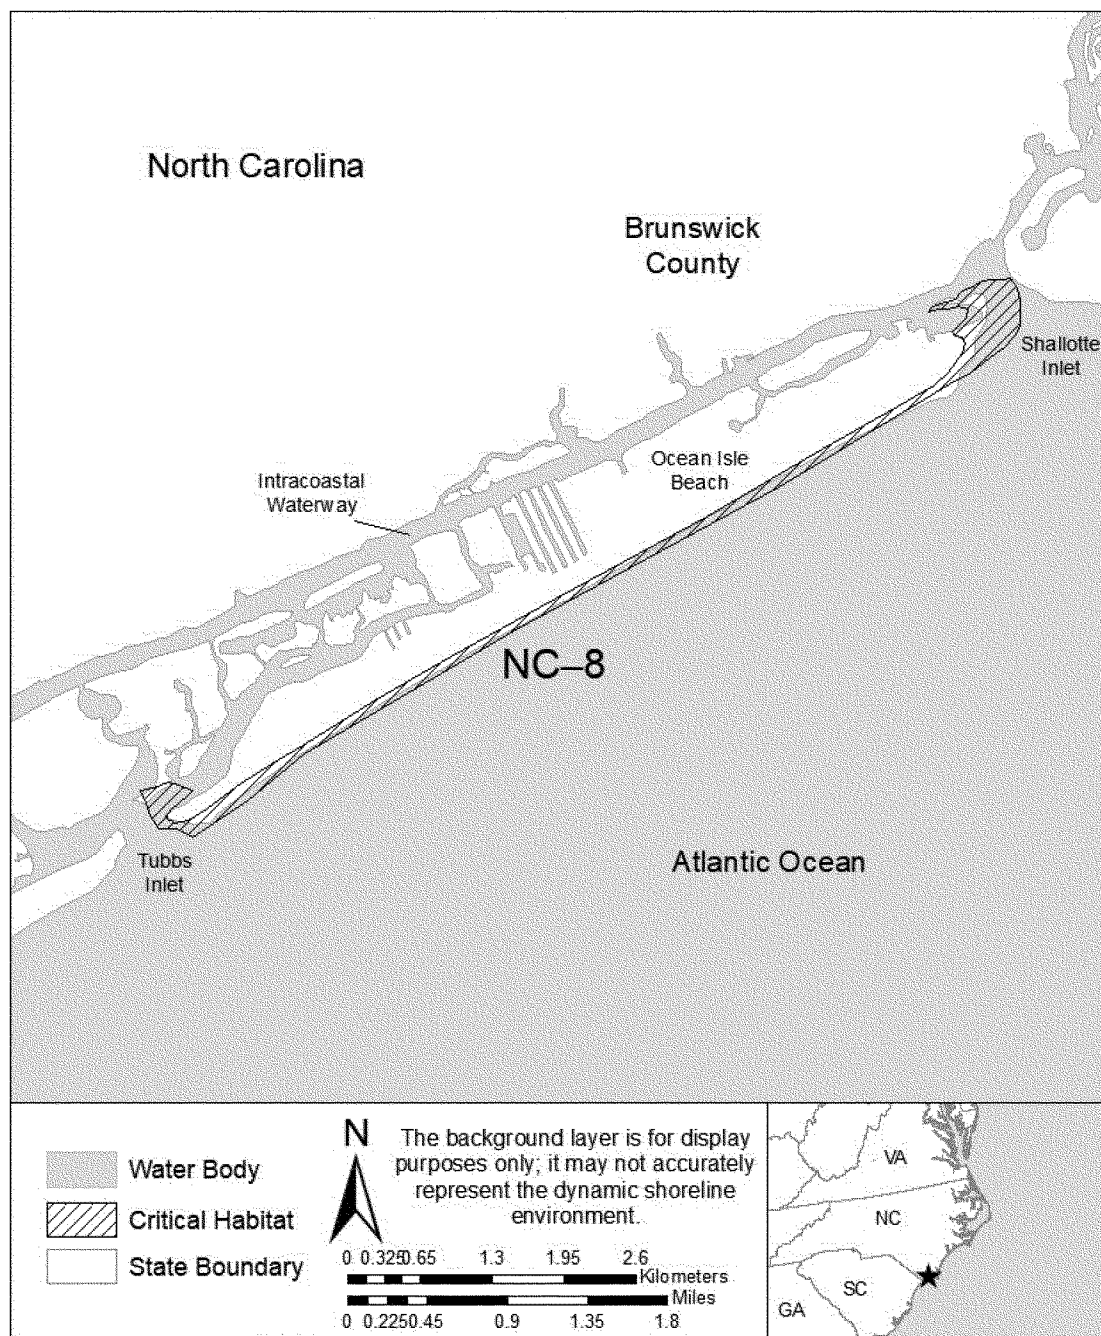 North Carolina
Brunswick
County
Shallotte
Inlet
Ocean Isle
Beach
Intracoastal
Waterway
NC–8
Tubbs
Inlet
Atlantic Ocean
Water Body
Critical Habitat
State Boundary
N
The background layer is for display
purposes only; it may not accurately
represent the dynamic shoreline
environment.
0 0.325 0.65 1.3 1.95 2.6
Kilometers
Miles
0 0.225 0.45 0.9 1.35 1.8
VA
NC
SC
GA